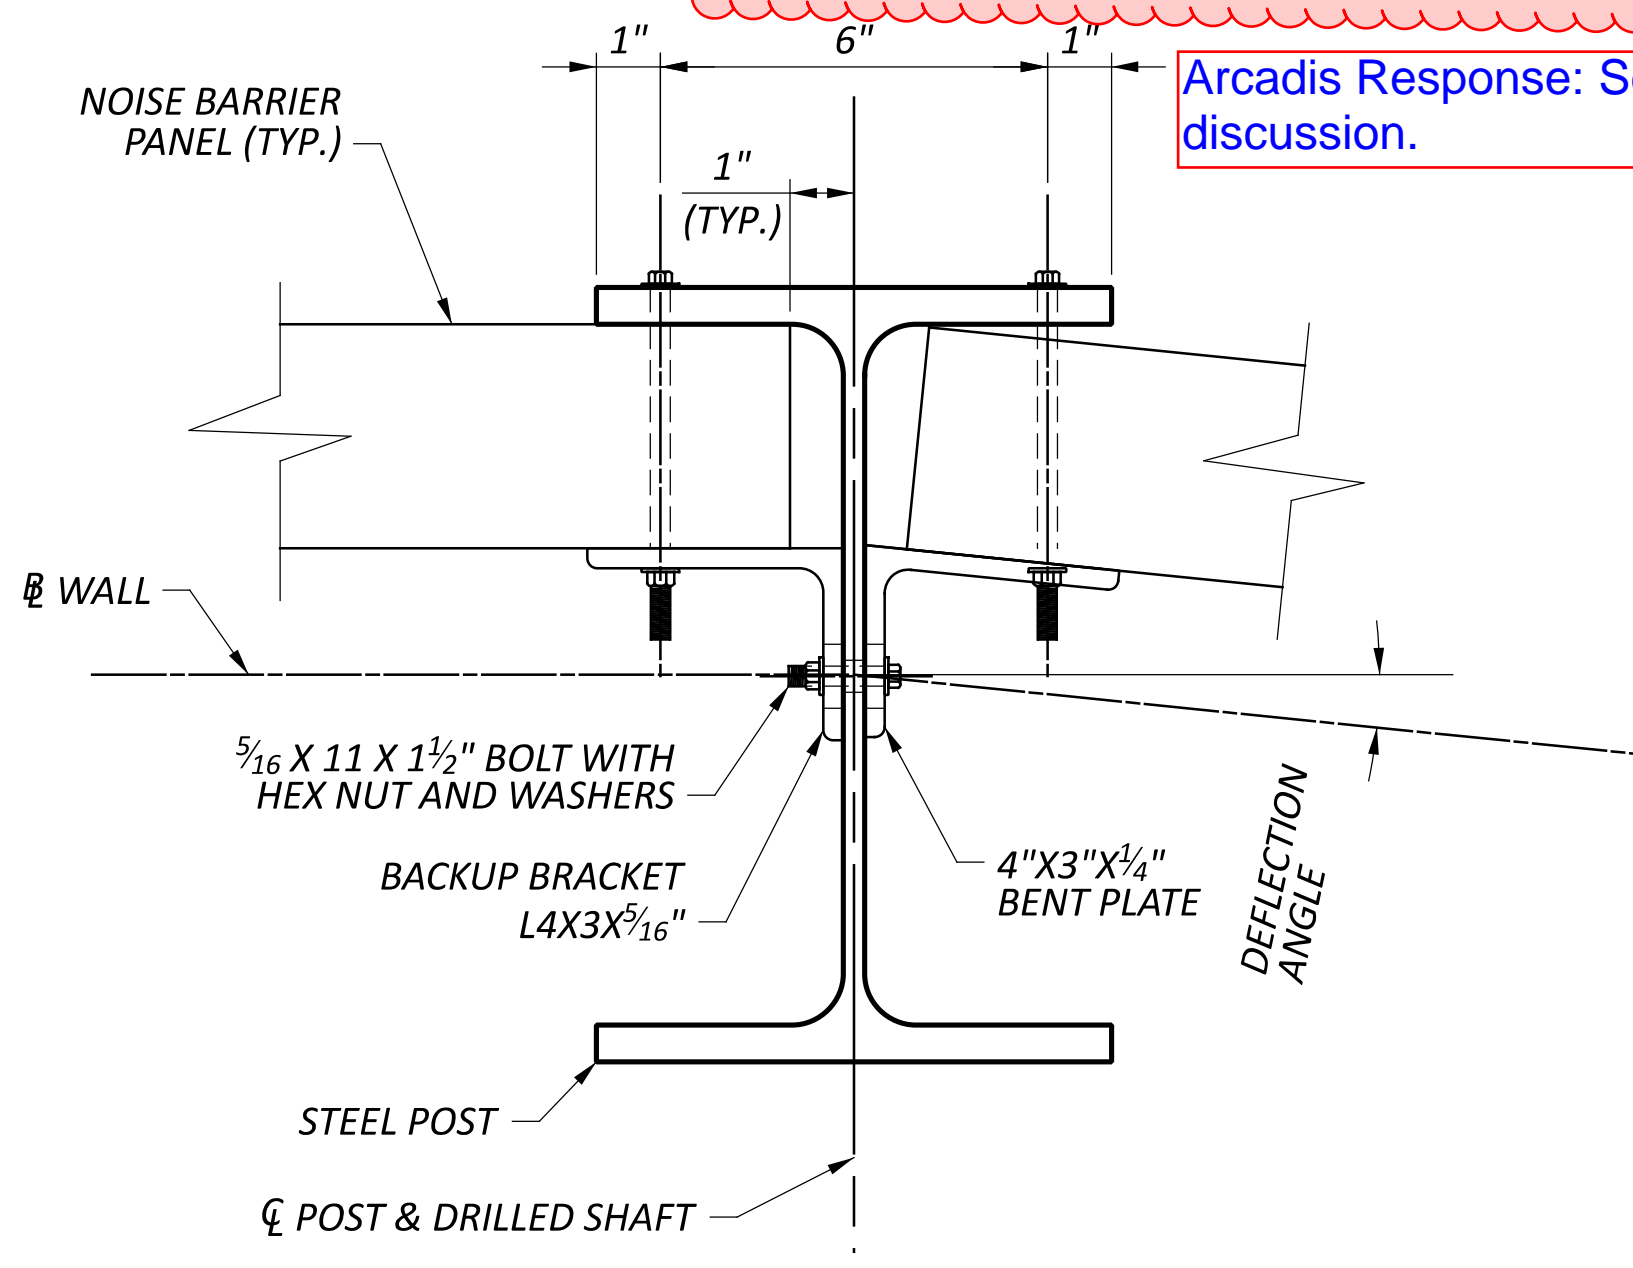 1" 6" 1"
Arcadis Response: S
discussion.
NOISE BARRIER
PANEL (TYP.)
1"
(TYP.)
℄ WALL
5/16 X 11 X 1 1/2" BOLT WITH
HEX NUT AND WASHERS
BACKUP BRACKET
L4X3X5/16"
4"X3"X1/4"
BENT PLATE
DEFLECTION
ANGLE
STEEL POST
℄ POST & DRILLED SHAFT